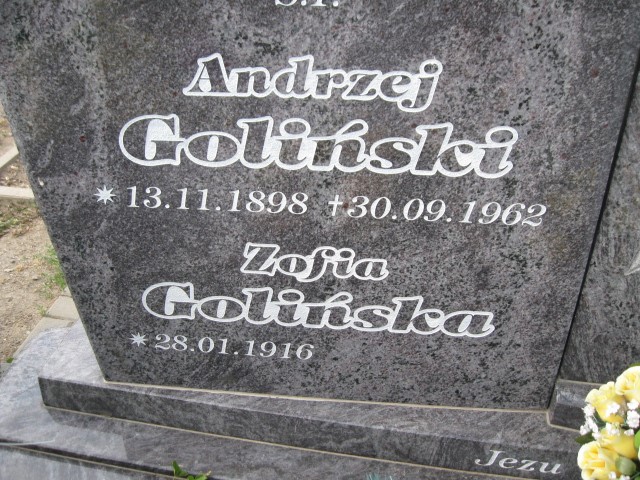 Ś.P.
Andrzej
Goliński
* 13.11.1898 †30.09.1962
Zofia
Golińska
* 28.01.1916
Jezu